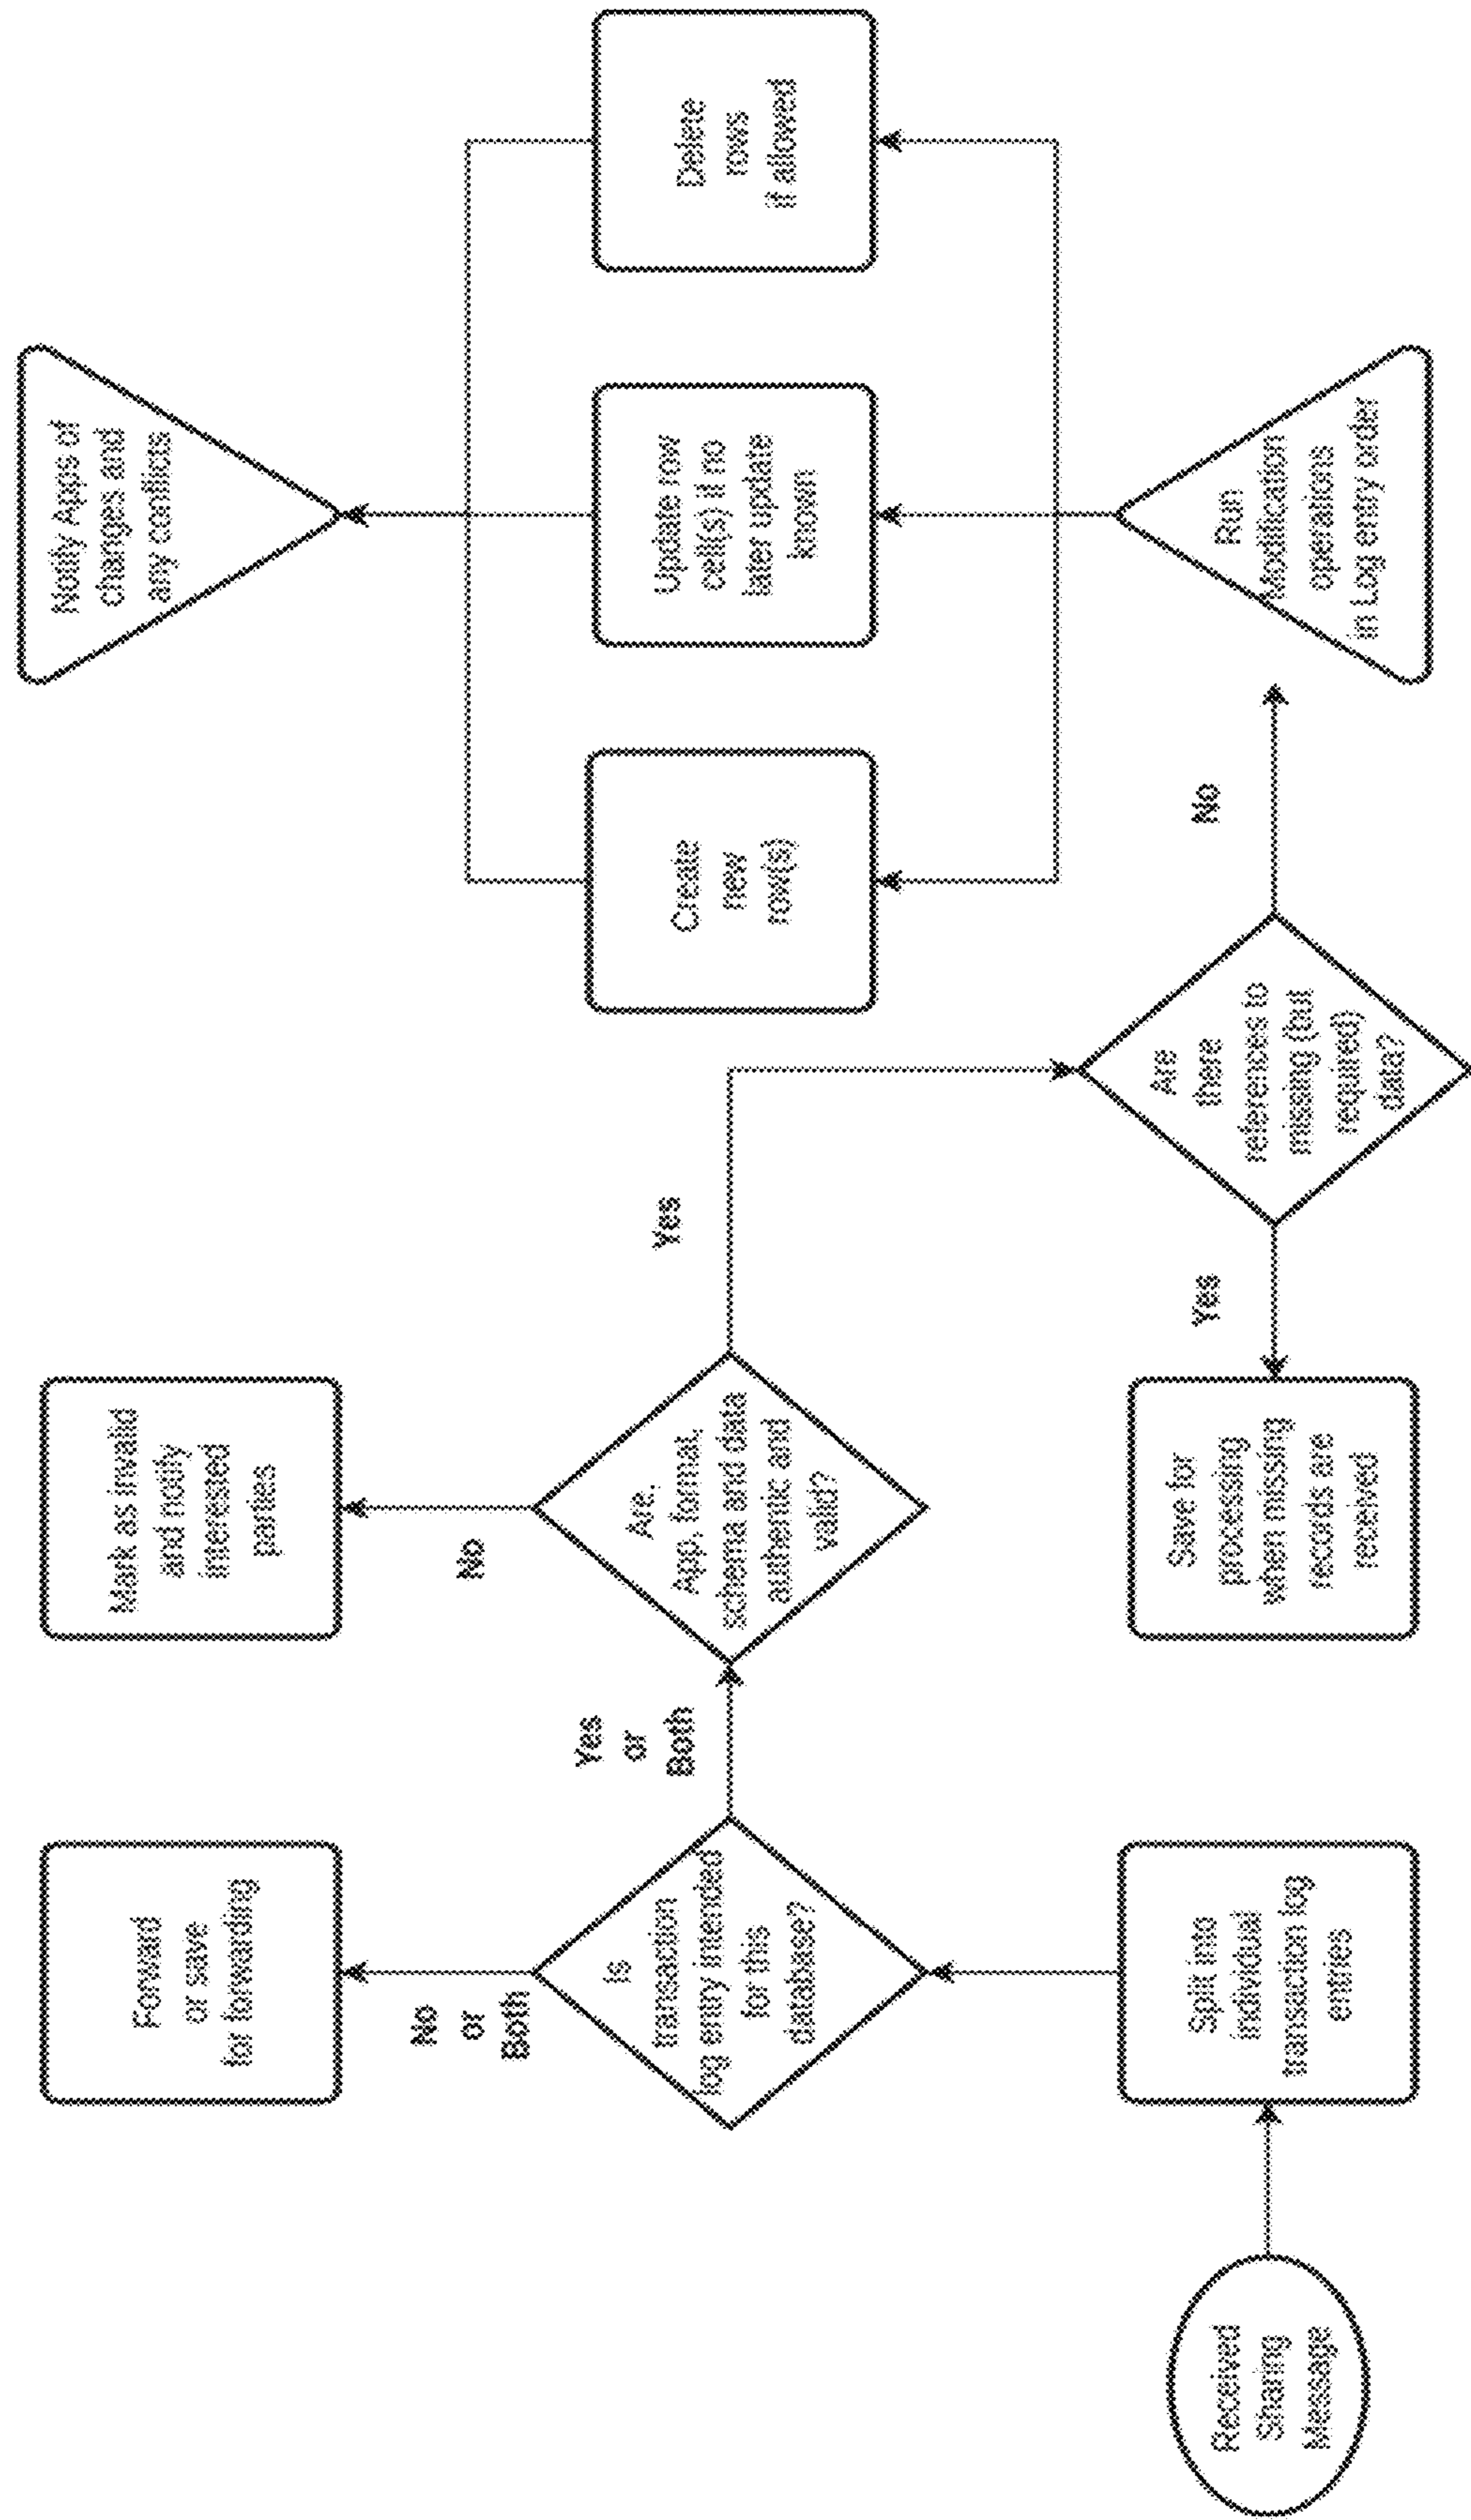 Received
Sharing
Message
Split into
individual
transaction log
entries
Is
transaction
log entry intended
for this
database?
No
or
Both
Forward
or save
for forwarding
Yes
or
Both
Are,
App, format,
schema and data
authentic and
valid?
No
Mark as invalid
and notify
interested
parties
Yes
Are
there
references to
missing (but
required)
data?
Yes
Save for
processing
when missing
records are
received
No
Run
Modification
operations
in Log entry order
Create
new
row(s)
Update row
cell(s) if no
later update
known
Delete
rows
if allowed
Notify Apps of
changes and
any conflicts